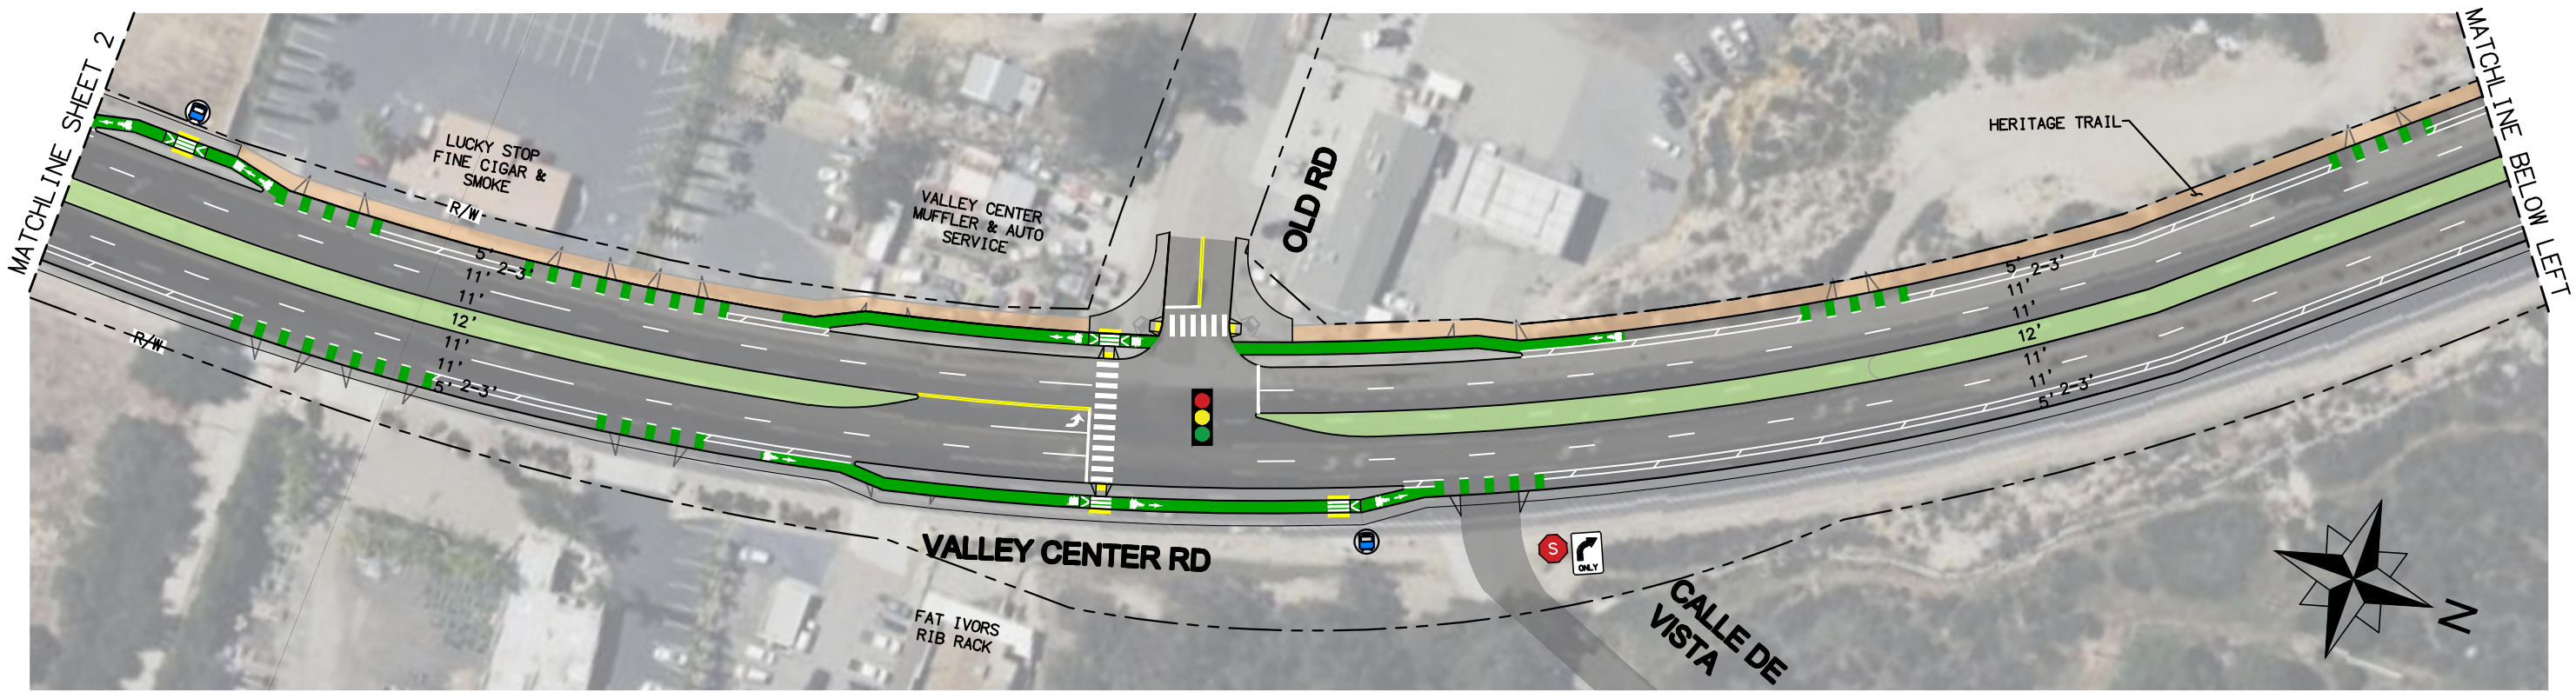 MATCHLINE SHEET 2
LUCKY STOP
FINE CIGAR &
SMOKE
R/W
VALLEY CENTER
MUFFLER & AUTO
SERVICE
OLD RD
HERITAGE TRAIL
MATCHLINE BELOW LEFT
5' 2-3'
11'
11'
12'
11'
11'
5' 2-3'
R/W
5' 2-3'
11'
11'
12'
11'
11'
5' 2-3'
VALLEY CENTER RD
S
ONLY
CALLE DE
VISTA
FAT IVORS
RIB RACK
N